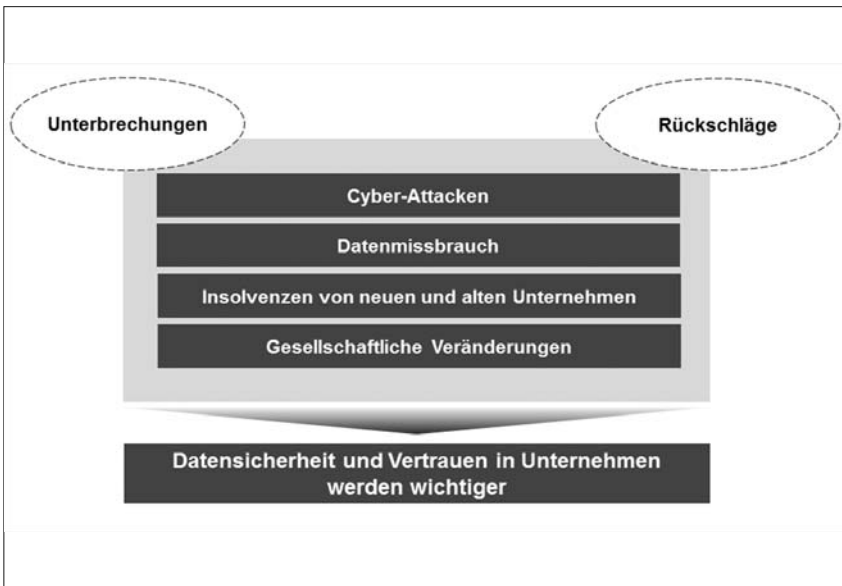 Unterbrechungen
Rückschläge
Cyber-Attacken
Datenmissbrauch
Insolvenzen von neuen und alten Unternehmen
Gesellschaftliche Veränderungen
Datensicherheit und Vertrauen in Unternehmen
werden wichtiger